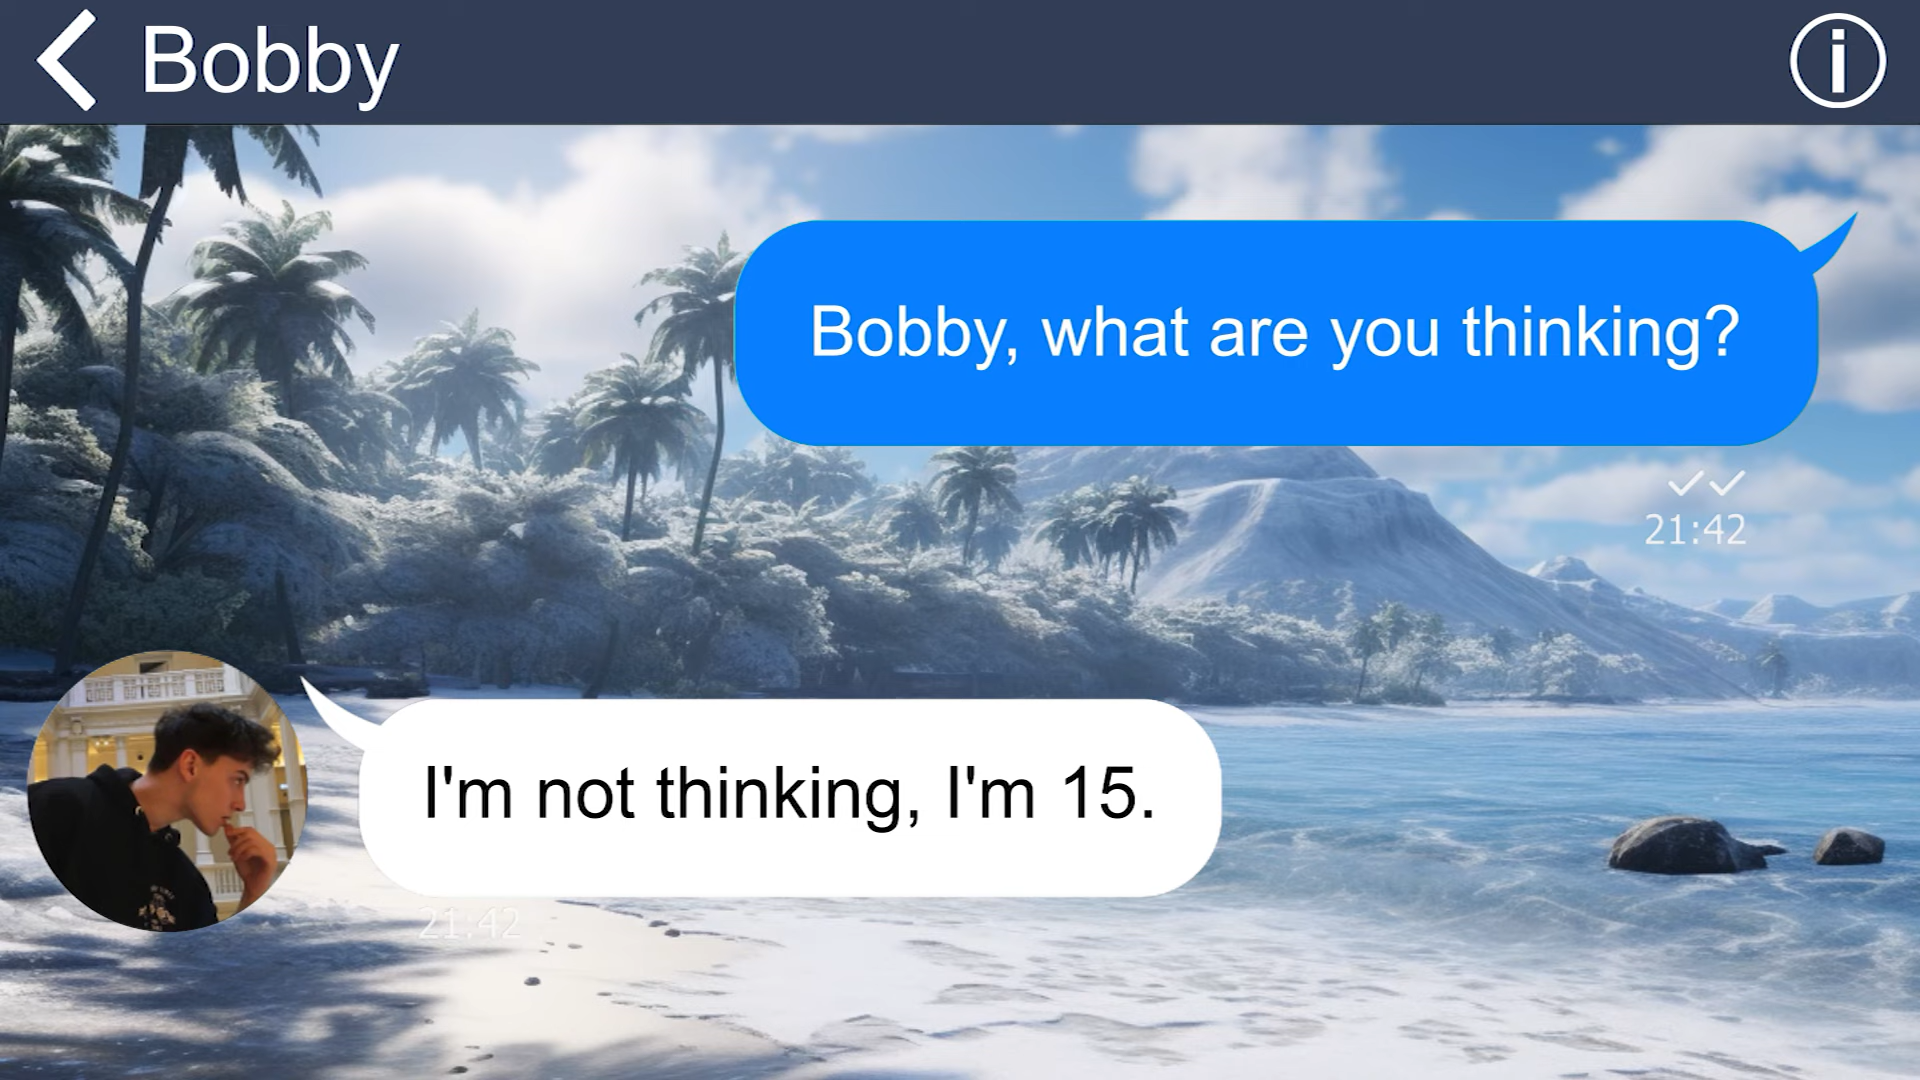 Bobby
Bobby, what are you thinking?
21:42
I'm not thinking, I'm 15.
21:42